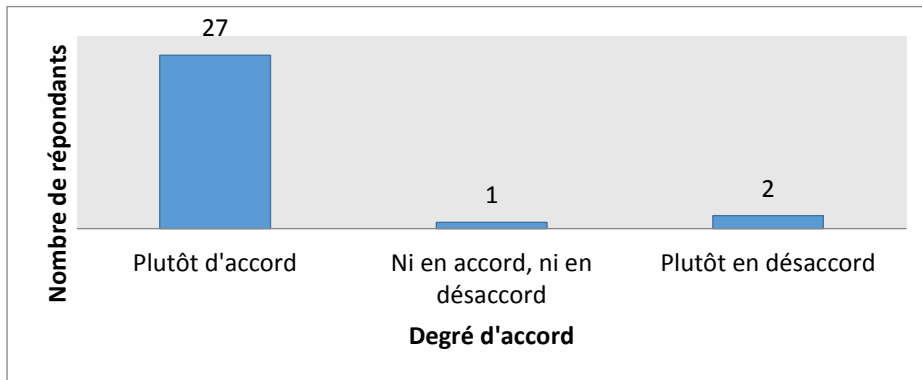 Nombre de répondants
27
1
2
Plutôt d'accord
Ni en accord, ni en
désaccord
Plutôt en désaccord
Degré d'accord